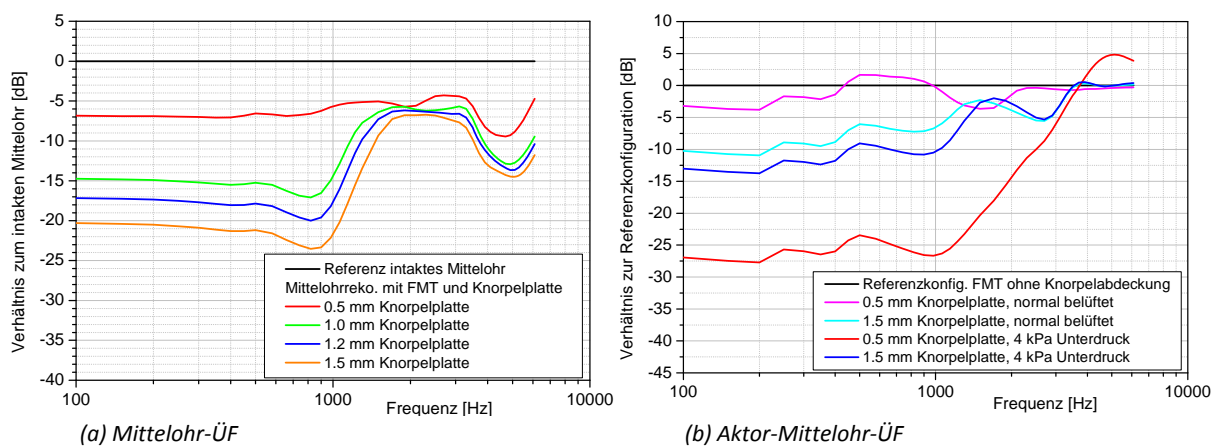 Verhältnis zum intakten Mittelohr [dB]
5
0
-5
-10
-15
-20
-25
-30
-35
-40
Referenz intaktes Mittelohr
Mittelohrreko. mit FMT und Knorpelplatte
0.5 mm Knorpelplatte
1.0 mm Knorpelplatte
1.2 mm Knorpelplatte
1.5 mm Knorpelplatte
100
1000
10000
Frequenz [Hz]
(a) Mittelohr-ÜF
Verhältnis zur Referenzkonfiguration [dB]
10
5
0
-5
-10
-15
-20
-25
-30
-35
-40
-45
Referenzkonfig. FMT ohne Knorpelabdeckung
0.5 mm Knorpelplatte, normal belüftet
1.5 mm Knorpelplatte, normal belüftet
0.5 mm Knorpelplatte, 4 kPa Unterdruck
1.5 mm Knorpelplatte, 4 kPa Unterdruck
100
1000
10000
Frequenz [Hz]
(b) Aktor-Mittelohr-ÜF